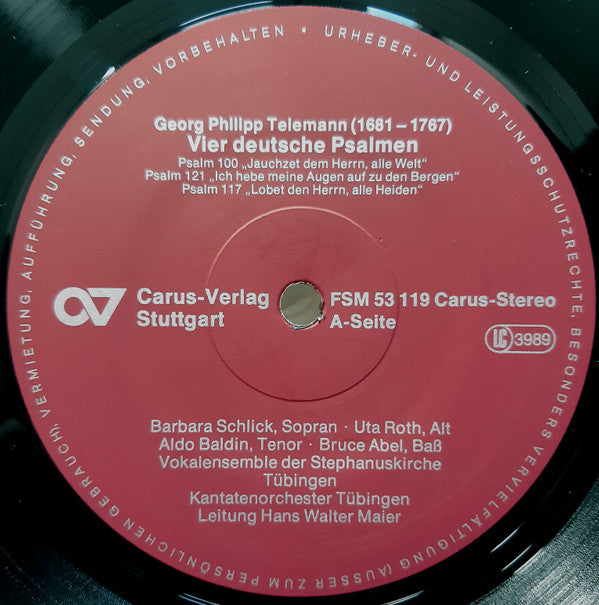 URHEBER- UND LEISTUNGSSCHUTZRECHTE, BESONDERS VERVIELFÄLTIGUNG (AUSSER ZUM PERSÖNLICHEN GEBRAUCH), VERMIETUNG, AUFFÜHRUNG, SENDUNG, VORBEHALTEN •
Georg Philipp Telemann (1681 – 1767)
Vier deutsche Psalmen
Psalm 100 „Jauchzet dem Herrn, alle Welt“
Psalm 121 „Ich hebe meine Augen auf zu den Bergen“
Psalm 117 „Lobet den Herrn, alle Heiden“
Carus-Verlag
Stuttgart
FSM 53 119 Carus-Stereo
A-Seite
LC 3989
Barbara Schlick, Sopran · Uta Roth, Alt
Aldo Baldin, Tenor · Bruce Abel, Baß
Vokalensemble der Stephanuskirche
Tübingen
Kantatenorchester Tübingen
Leitung Hans Walter Maier